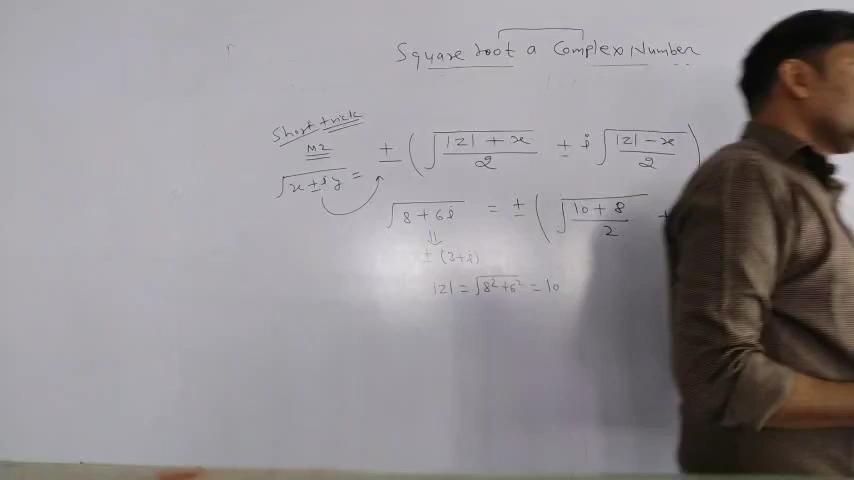 Square root a Complex Number
Short trick
M2
√(x ± iy) = ± ( √((|z| + x)/2) ± i √((|z| - x)/2) )
√(8 + 6i) = ± ( √((10 + 8)/2) +
⇓
± (3+i)
|z| = √(8² + 6²) = 10